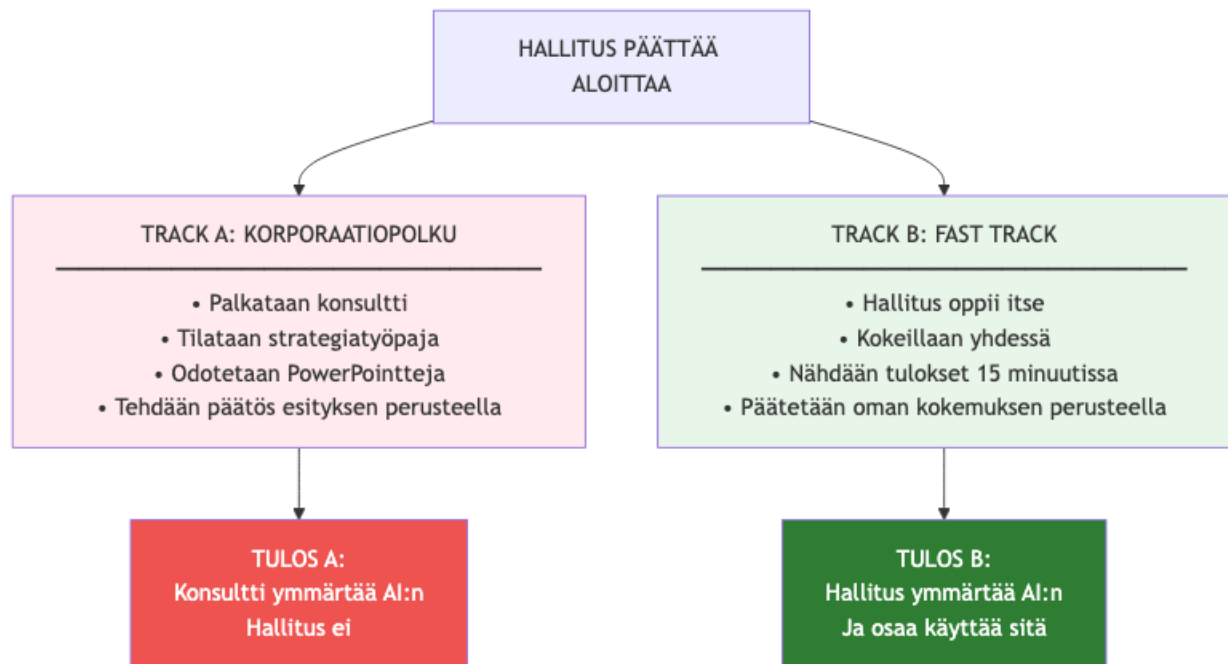 HALLITUS PÄÄTTÄÄ
ALOITTAA
TRACK A: KORPORAATIOPOLKU
• Palkataan konsultti
• Tilataan strategiatyöpaja
• Odotetaan PowerPointteja
• Tehdään päätös esityksen perusteella
TRACK B: FAST TRACK
• Hallitus oppii itse
• Kokeillaan yhdessä
• Nähdään tulokset 15 minuutissa
• Päätetään oman kokemuksen perusteella
TULOS A:
Konsultti ymmärtää AI:n
Hallitus ei
TULOS B:
Hallitus ymmärtää AI:n
Ja osaa käyttää sitä